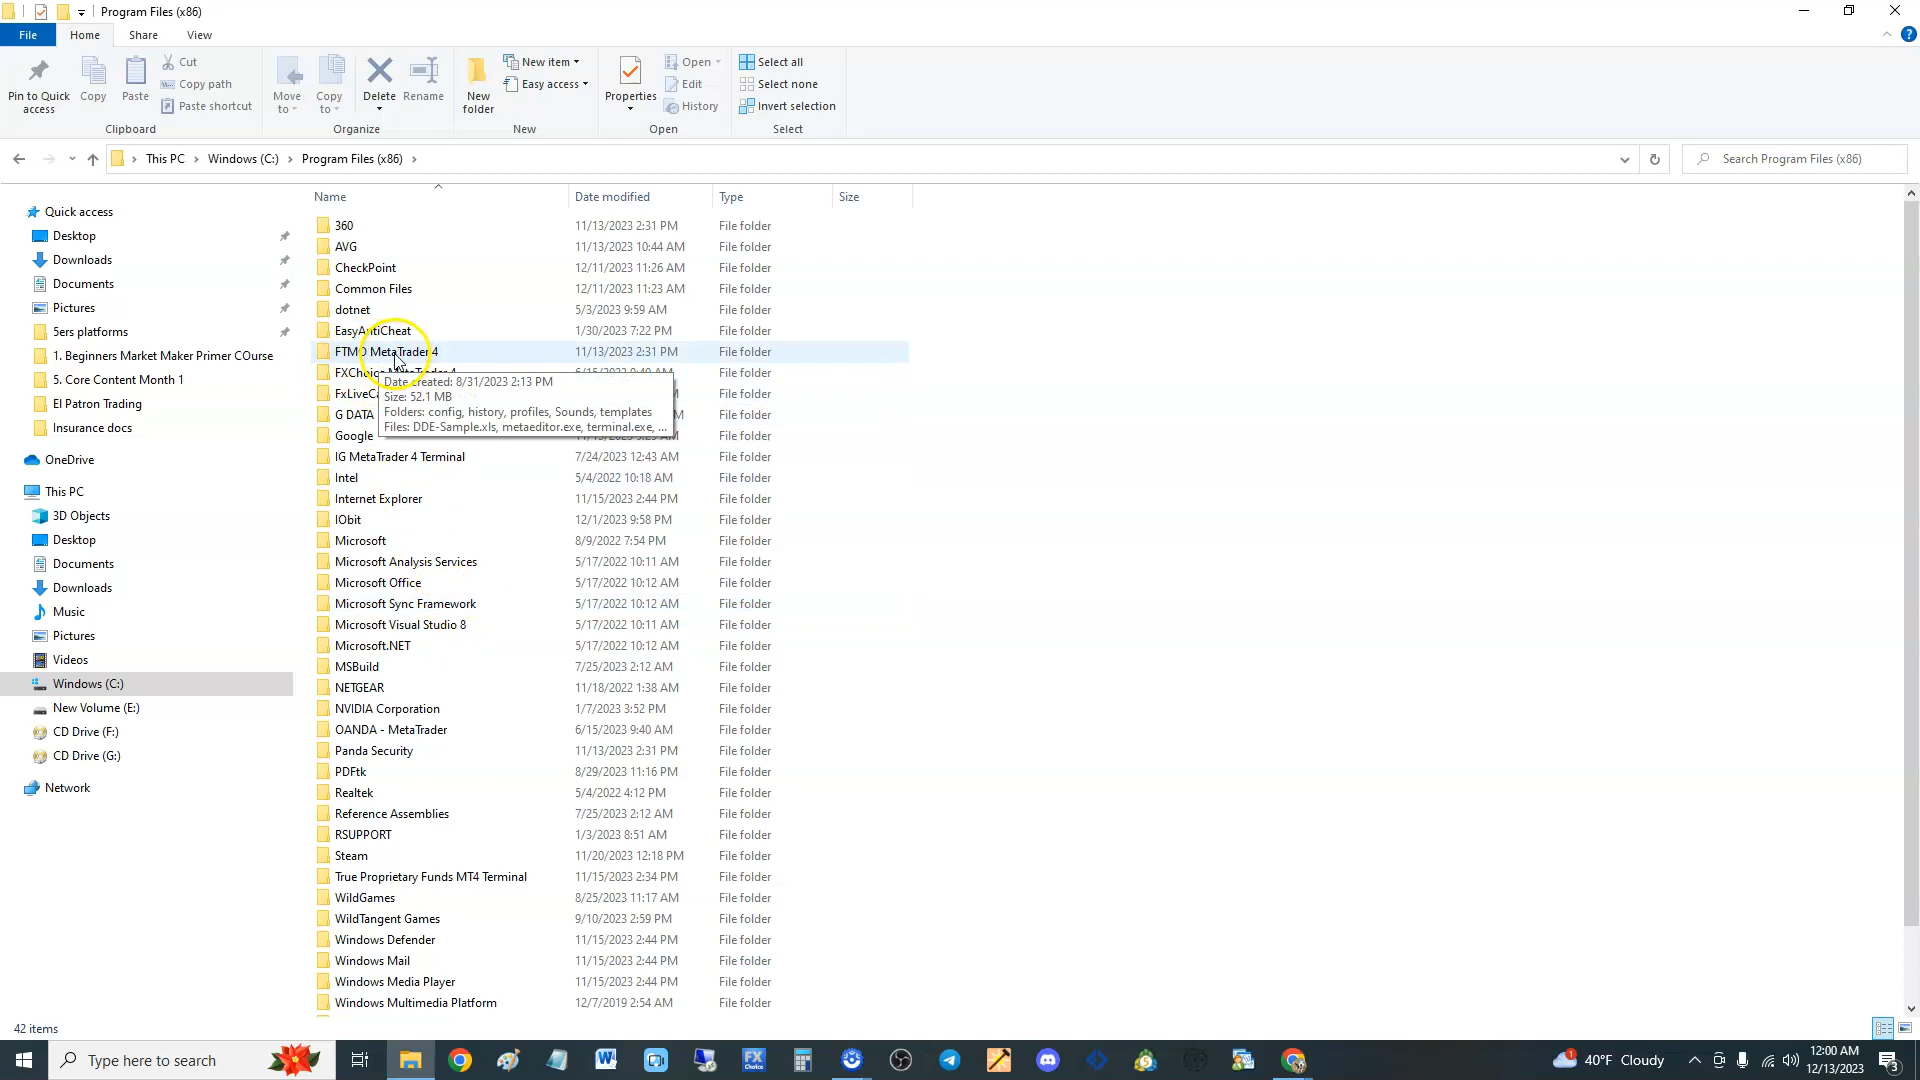 Program Files (x86)
File
Home
Share
View
Pin to Quick access
Copy
Paste
Cut
Copy path
Paste shortcut
Clipboard
Move to
Copy to
Delete
Rename
Organize
New folder
New item
Easy access
New
Properties
Open
Edit
History
Open
Select all
Select none
Invert selection
Select
This PC > Windows (C:) > Program Files (x86) >
Search Program Files (x86)
Name Date modified Type Size
Quick access
Desktop
Downloads
Documents
Pictures
5ers platforms
1. Beginners Market Maker Primer COurse
5. Core Content Month 1
El Patron Trading
Insurance docs
OneDrive
This PC
3D Objects
Desktop
Documents
Downloads
Music
Pictures
Videos
Windows (C:)
New Volume (E:)
CD Drive (F:)
CD Drive (G:)
Network
360 11/13/2023 2:31 PM File folder
AVG 11/13/2023 10:44 AM File folder
CheckPoint 12/11/2023 11:26 AM File folder
Common Files 12/11/2023 11:23 AM File folder
dotnet 5/3/2023 9:59 AM File folder
EasyAntiCheat 1/30/2023 7:22 PM File folder
FTMO MetaTrader 4 11/13/2023 2:31 PM File folder
FXChoice MetaTrader 4 6/15/2023 9:40 AM File folder
File folder
G DATA File folder
Google File folder
Date created: 8/31/2023 2:13 PM
Size: 52.1 MB
Folders: config, history, profiles, Sounds, templates
Files: DDE-Sample.xls, metaeditor.exe, terminal.exe, ...
IG MetaTrader 4 Terminal 7/24/2023 12:43 AM File folder
Intel 5/4/2022 10:18 AM File folder
Internet Explorer 11/15/2023 2:44 PM File folder
IObit 12/1/2023 9:58 PM File folder
Microsoft 8/9/2022 7:54 PM File folder
Microsoft Analysis Services 5/17/2022 10:11 AM File folder
Microsoft Office 5/17/2022 10:12 AM File folder
Microsoft Sync Framework 5/17/2022 10:12 AM File folder
Microsoft Visual Studio 8 5/17/2022 10:11 AM File folder
Microsoft.NET 5/17/2022 10:12 AM File folder
MSBuild 7/25/2023 2:12 AM File folder
NETGEAR 11/18/2022 1:38 AM File folder
NVIDIA Corporation 1/7/2023 3:52 PM File folder
OANDA - MetaTrader 6/15/2023 9:40 AM File folder
Panda Security 11/13/2023 2:31 PM File folder
PDFtk 8/29/2023 11:16 PM File folder
Realtek 5/4/2022 4:12 PM File folder
Reference Assemblies 7/25/2023 2:12 AM File folder
RSUPPORT 1/3/2023 8:51 AM File folder
Steam 11/20/2023 12:18 PM File folder
True Proprietary Funds MT4 Terminal 11/15/2023 2:34 PM File folder
WildGames 8/25/2023 11:17 AM File folder
WildTangent Games 9/10/2023 2:59 PM File folder
Windows Defender 11/15/2023 2:44 PM File folder
Windows Mail 11/15/2023 2:44 PM File folder
Windows Media Player 11/15/2023 2:44 PM File folder
Windows Multimedia Platform 12/7/2019 2:54 AM File folder
42 items
Type here to search
FX Choice
1
40°F Cloudy
12:00 AM
12/13/2023
3